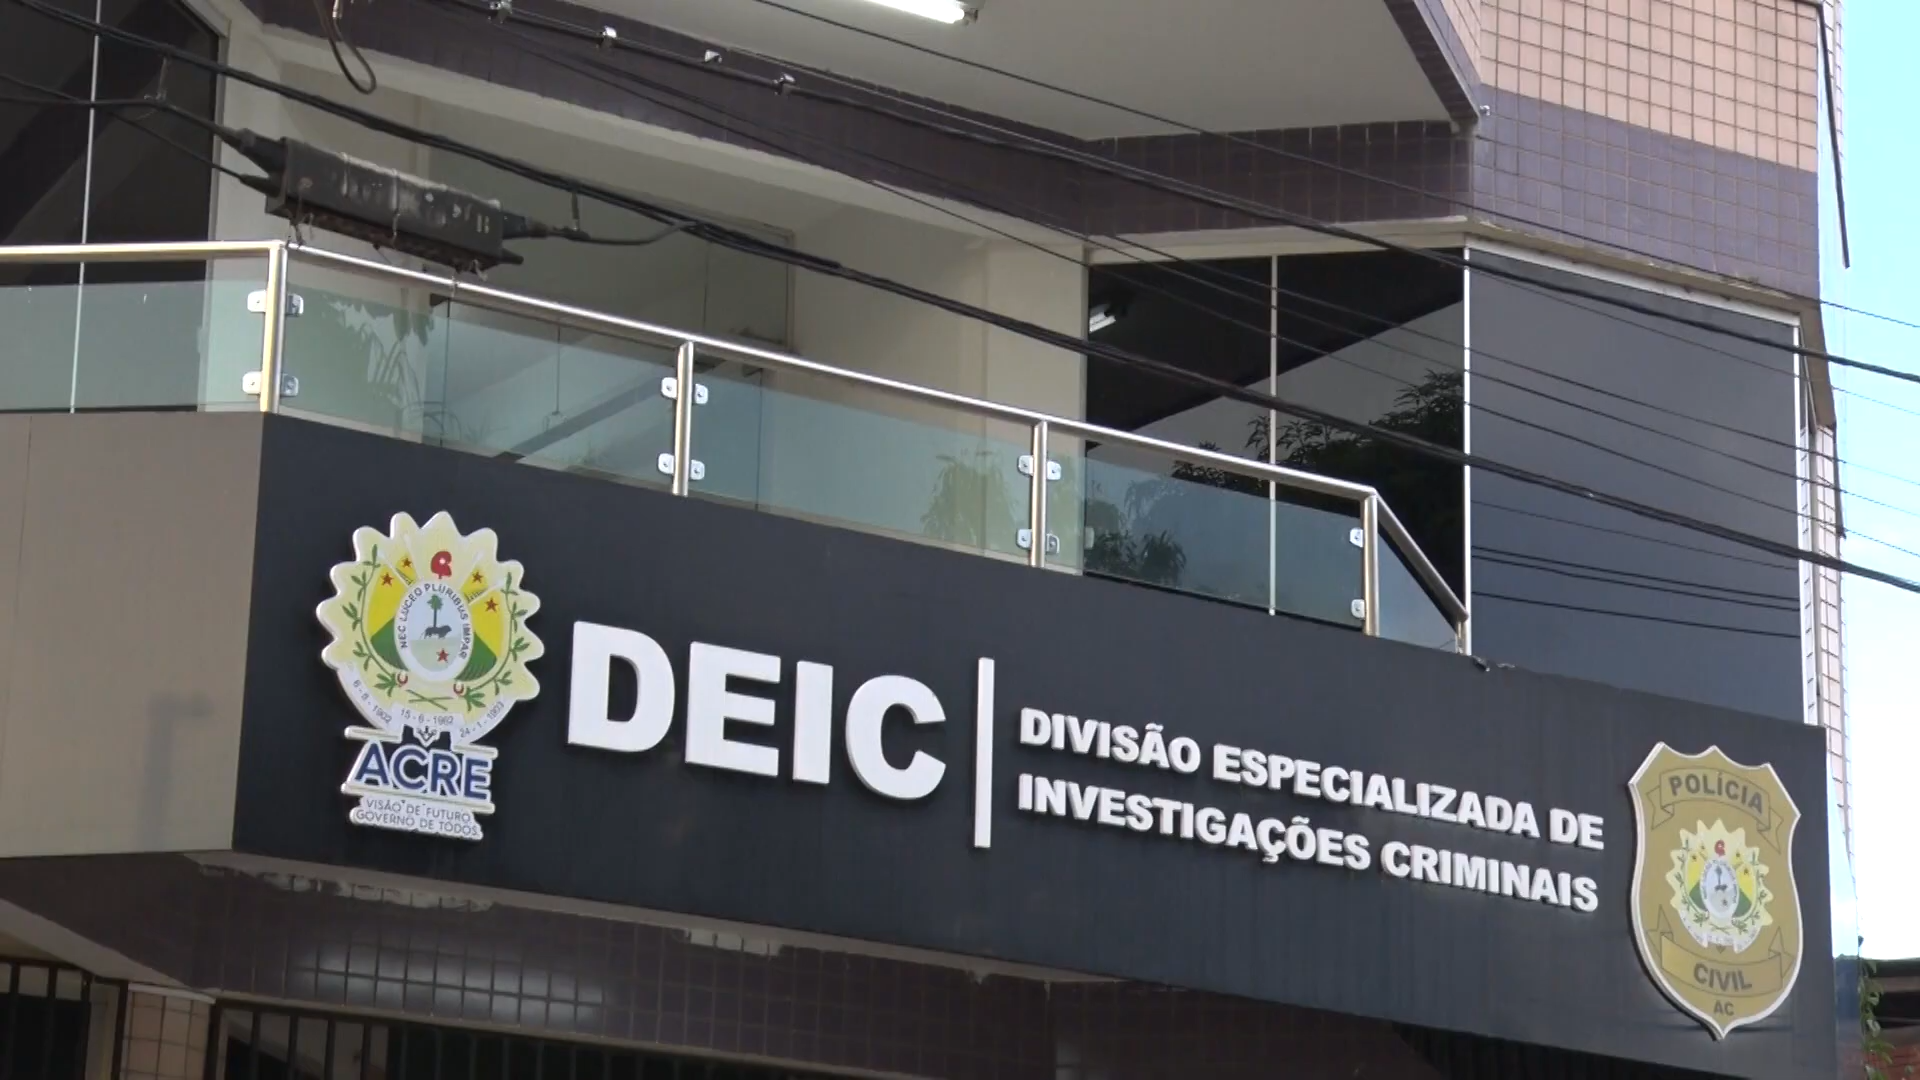 NEC LUCEO PLURIBUS IMPAR
6-8-1902 15-6-1962 24-1-1903
ACRE
VISÃO DE FUTURO,
GOVERNO DE TODOS
DEIC
DIVISÃO ESPECIALIZADA DE
INVESTIGAÇÕES CRIMINAIS
POLÍCIA
CIVIL
AC